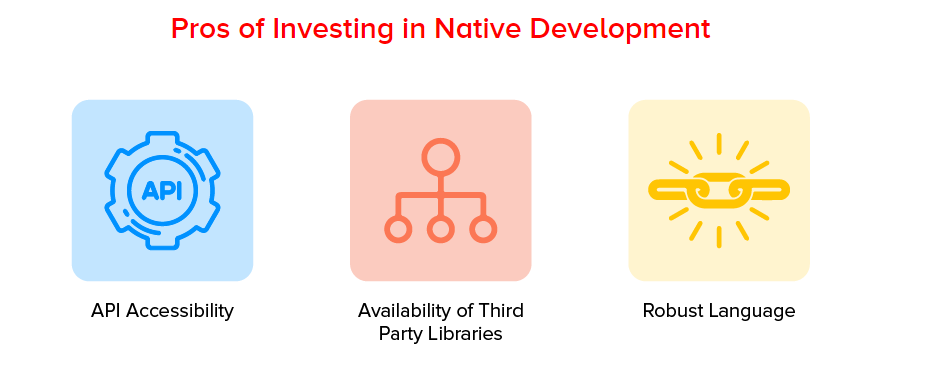 Pros of Investing in Native Development
API
API Accessibility
Availability of Third
Party Libraries
Robust Language